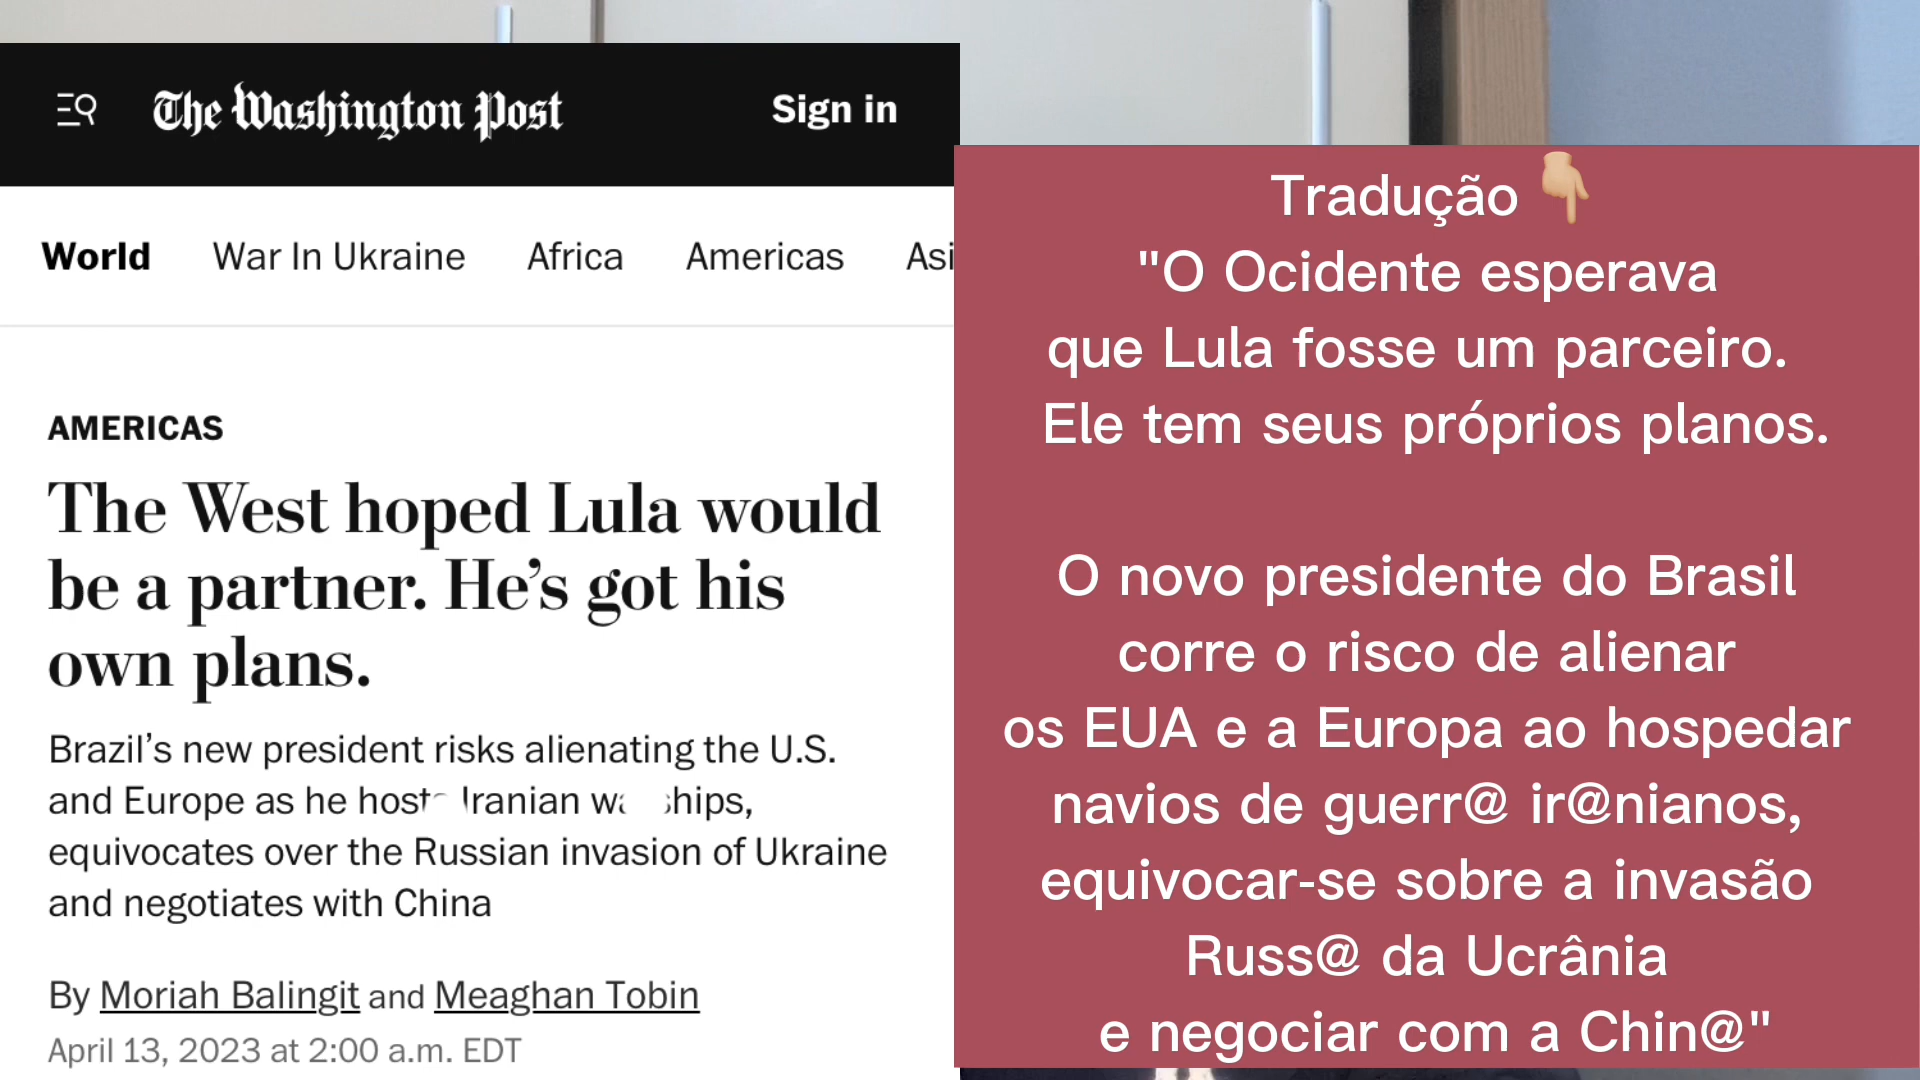 The Washington Post
Sign in
World War In Ukraine Africa Americas Asi
AMERICAS
The West hoped Lula would
be a partner. He’s got his
own plans.
Brazil’s new president risks alienating the U.S.
and Europe as he hosts Iranian warships,
equivocates over the Russian invasion of Ukraine
and negotiates with China
By Moriah Balingit and Meaghan Tobin
April 13, 2023 at 2:00 a.m. EDT
Tradução 👇
"O Ocidente esperava
que Lula fosse um parceiro.
Ele tem seus próprios planos.
O novo presidente do Brasil
corre o risco de alienar
os EUA e a Europa ao hospedar
navios de guerr@ ir@nianos,
equivocar-se sobre a invasão
Russ@ da Ucrânia
e negociar com a Chin@"